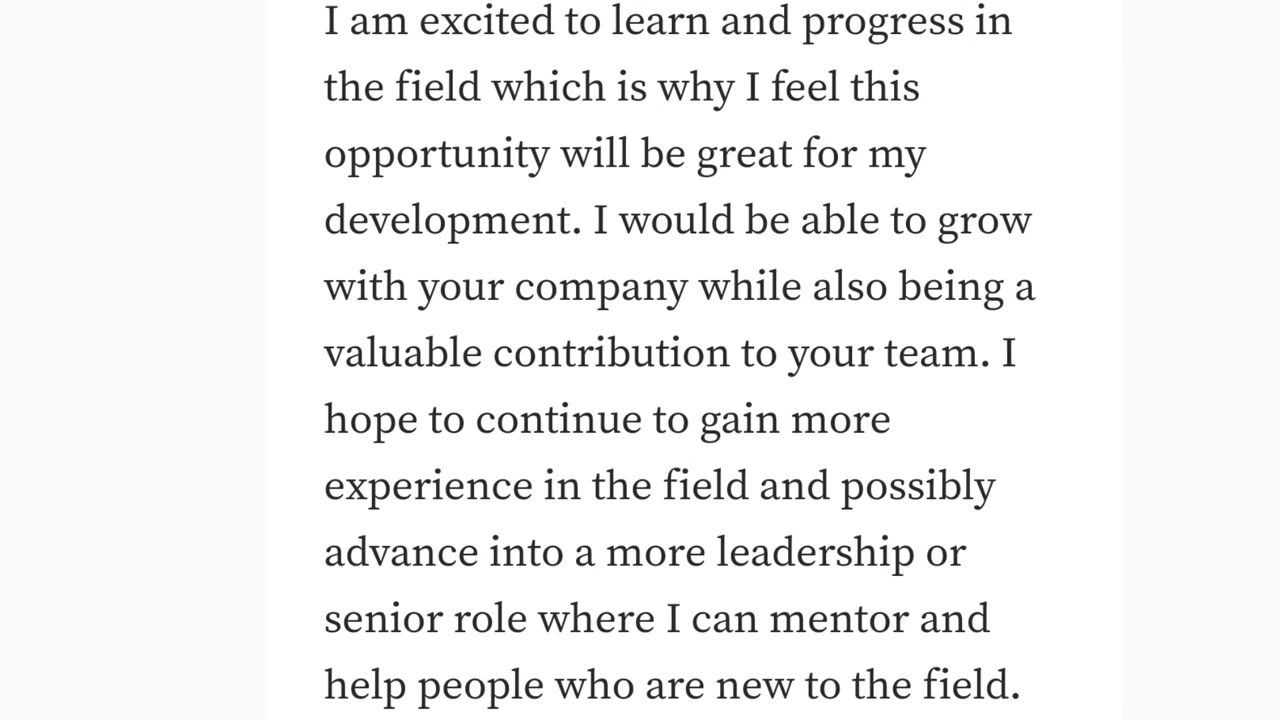 I am excited to learn and progress in
the field which is why I feel this
opportunity will be great for my
development. I would be able to grow
with your company while also being a
valuable contribution to your team. I
hope to continue to gain more
experience in the field and possibly
advance into a more leadership or
senior role where I can mentor and
help people who are new to the field.